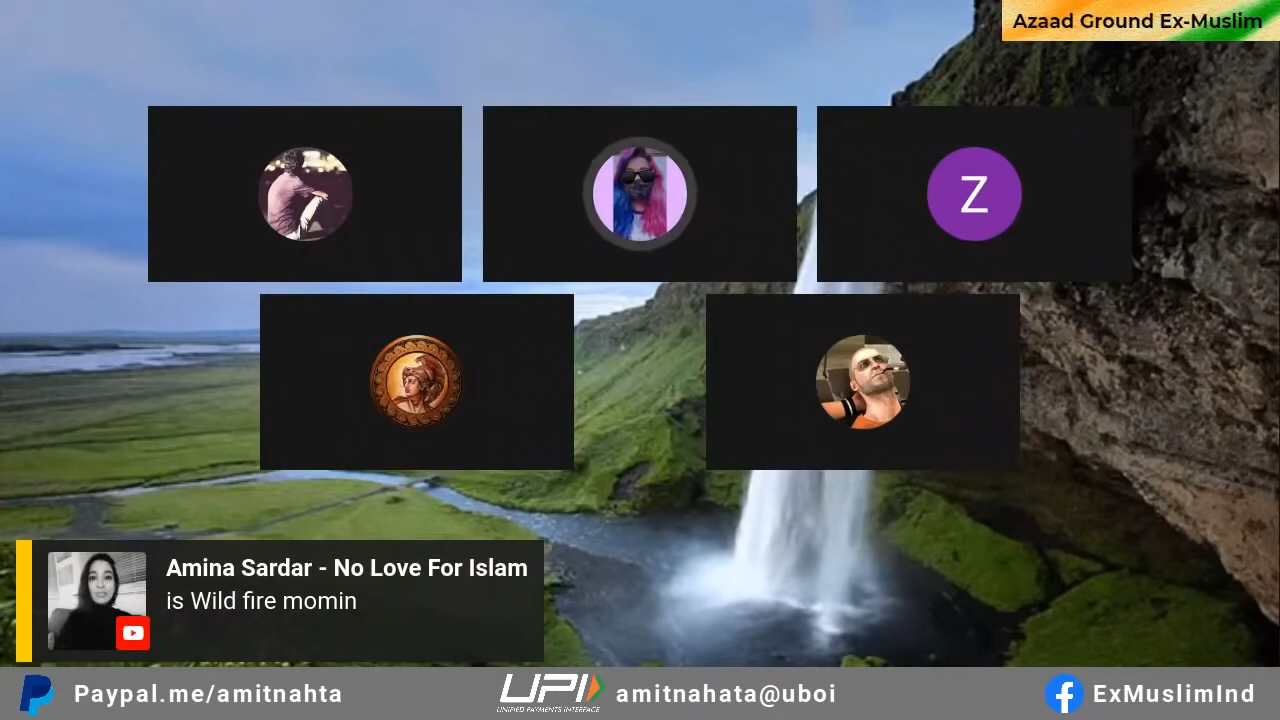 Azaad Ground Ex-Muslim
Z
Amina Sardar - No Love For Islam
is Wild fire momin
Paypal.me/amitnahta
UPI
UNIFIED PAYMENTS INTERFACE
amitnahata@uboi
ExMuslimInd